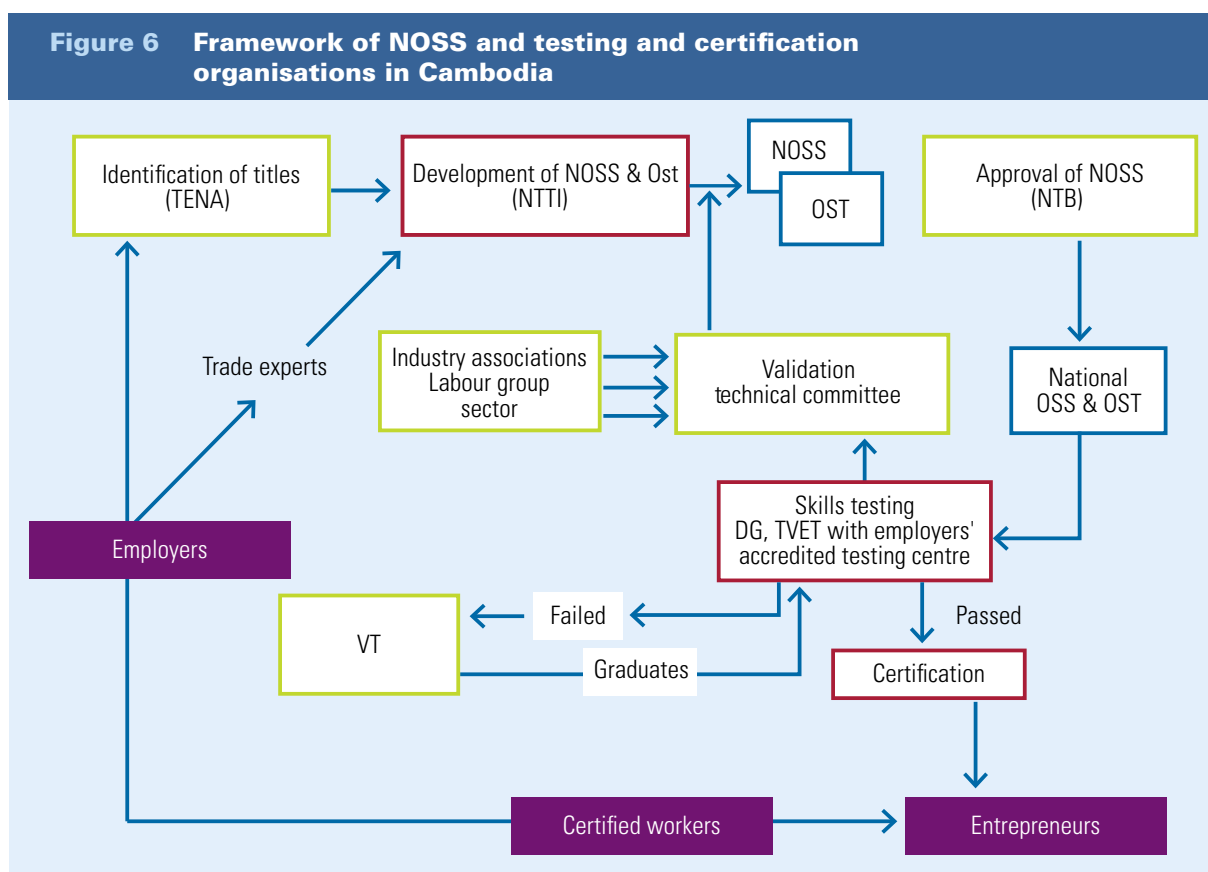 Figure 6 Framework of NOSS and testing and certification
organisations in Cambodia
Identification of titles
(TENA)
Development of NOSS & Ost
(NTTI)
NOSS
OST
Approval of NOSS
(NTB)
Trade experts
Industry associations
Labour group
sector
Validation
technical committee
National
OSS & OST
Employers
Skills testing
DG, TVET with employers'
accredited testing centre
VT
Failed
Graduates
Passed
Certification
Certified workers
Entrepreneurs